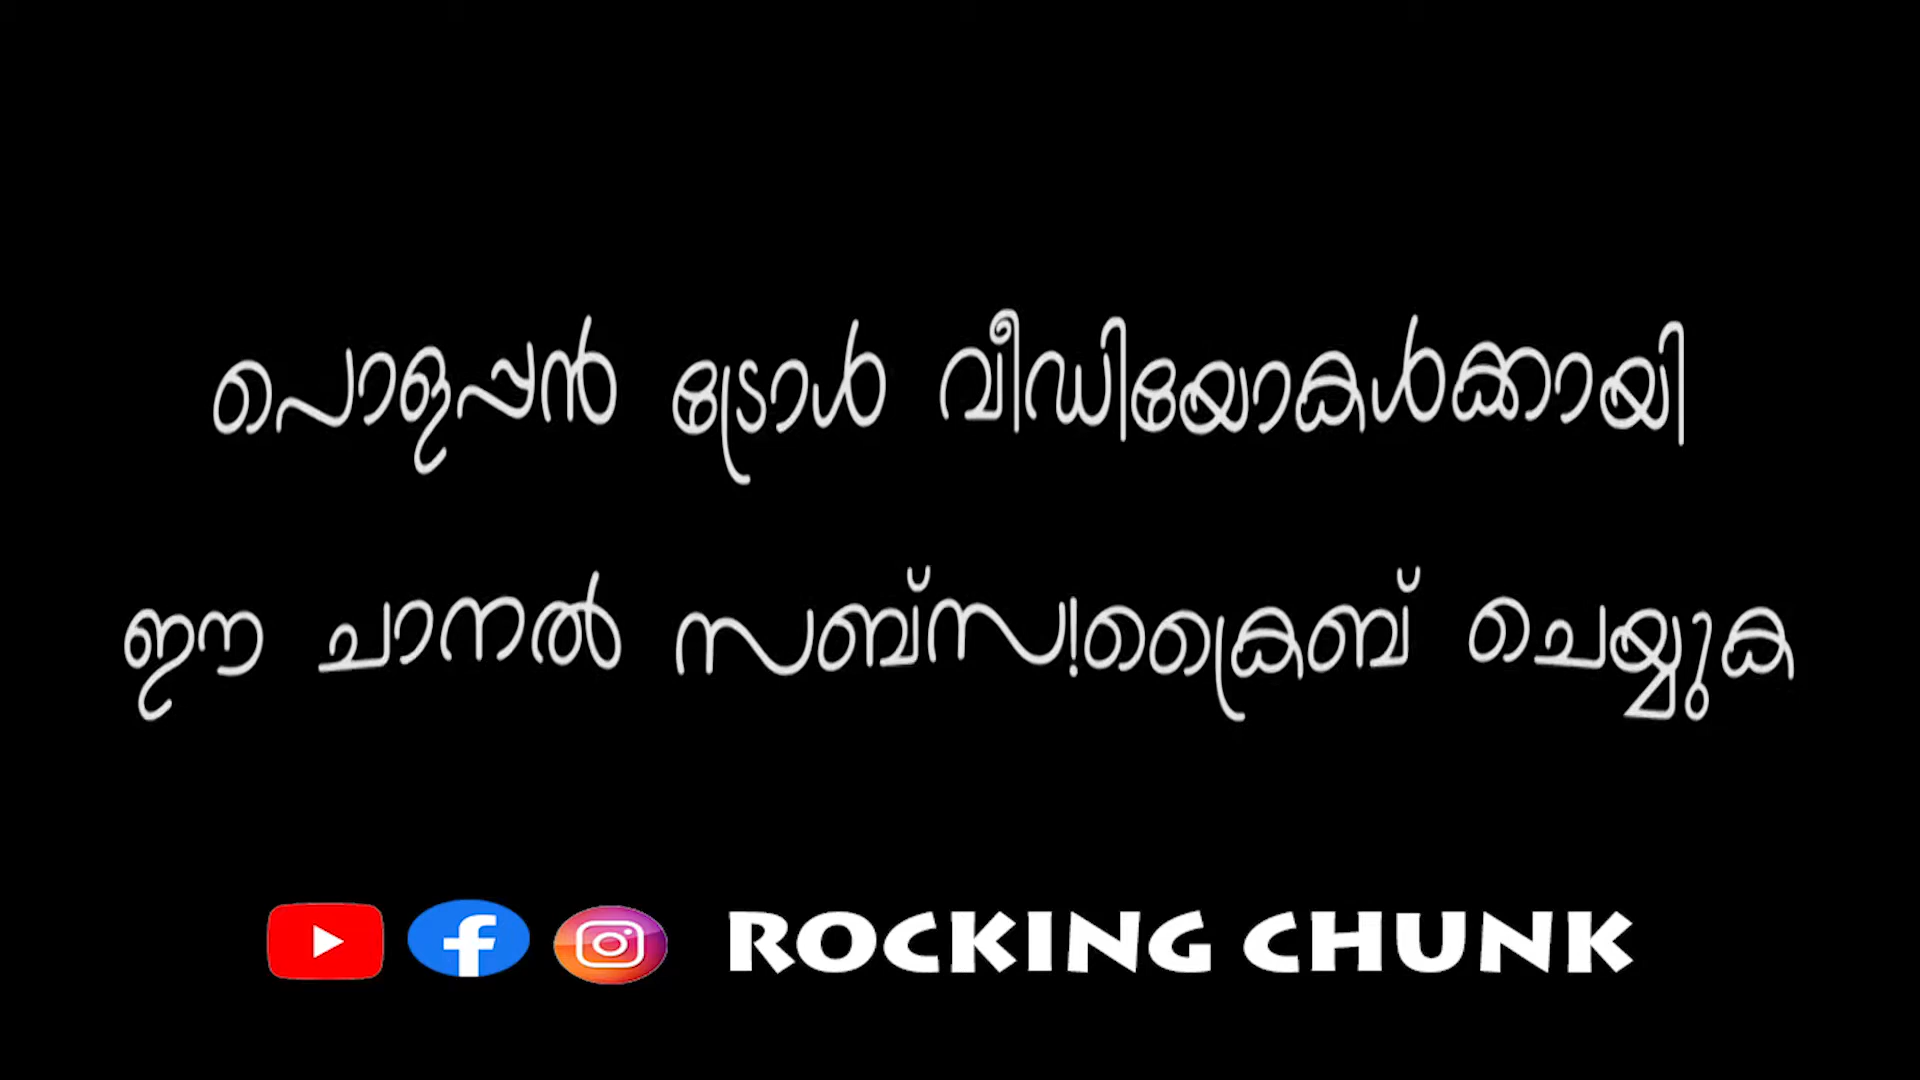 പൊളപ്പൻ ട്രോൾ വീഡിയോകൾക്കായി
ഈ ചാനൽ സബ്സ!ക്രൈബ് ചെയ്യുക
ROCKING CHUNK